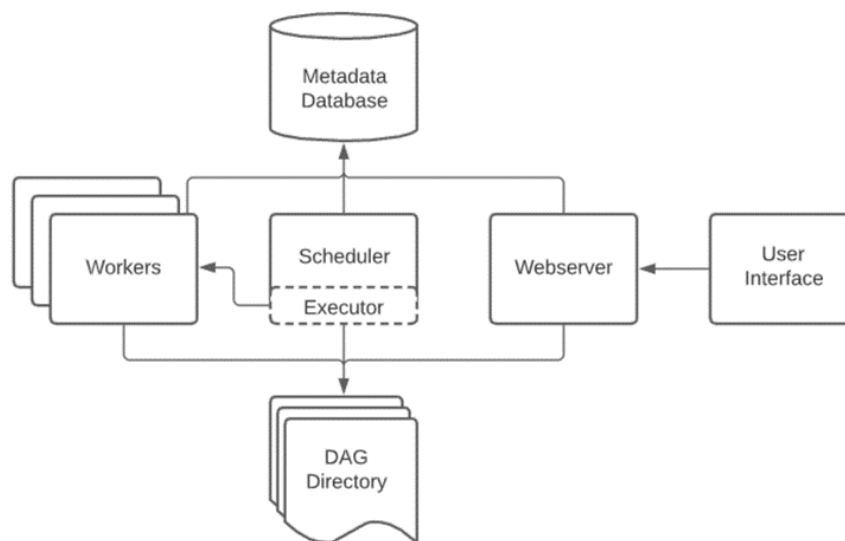 Metadata
Database
Workers
Scheduler
Executor
Webserver
User
Interface
DAG
Directory